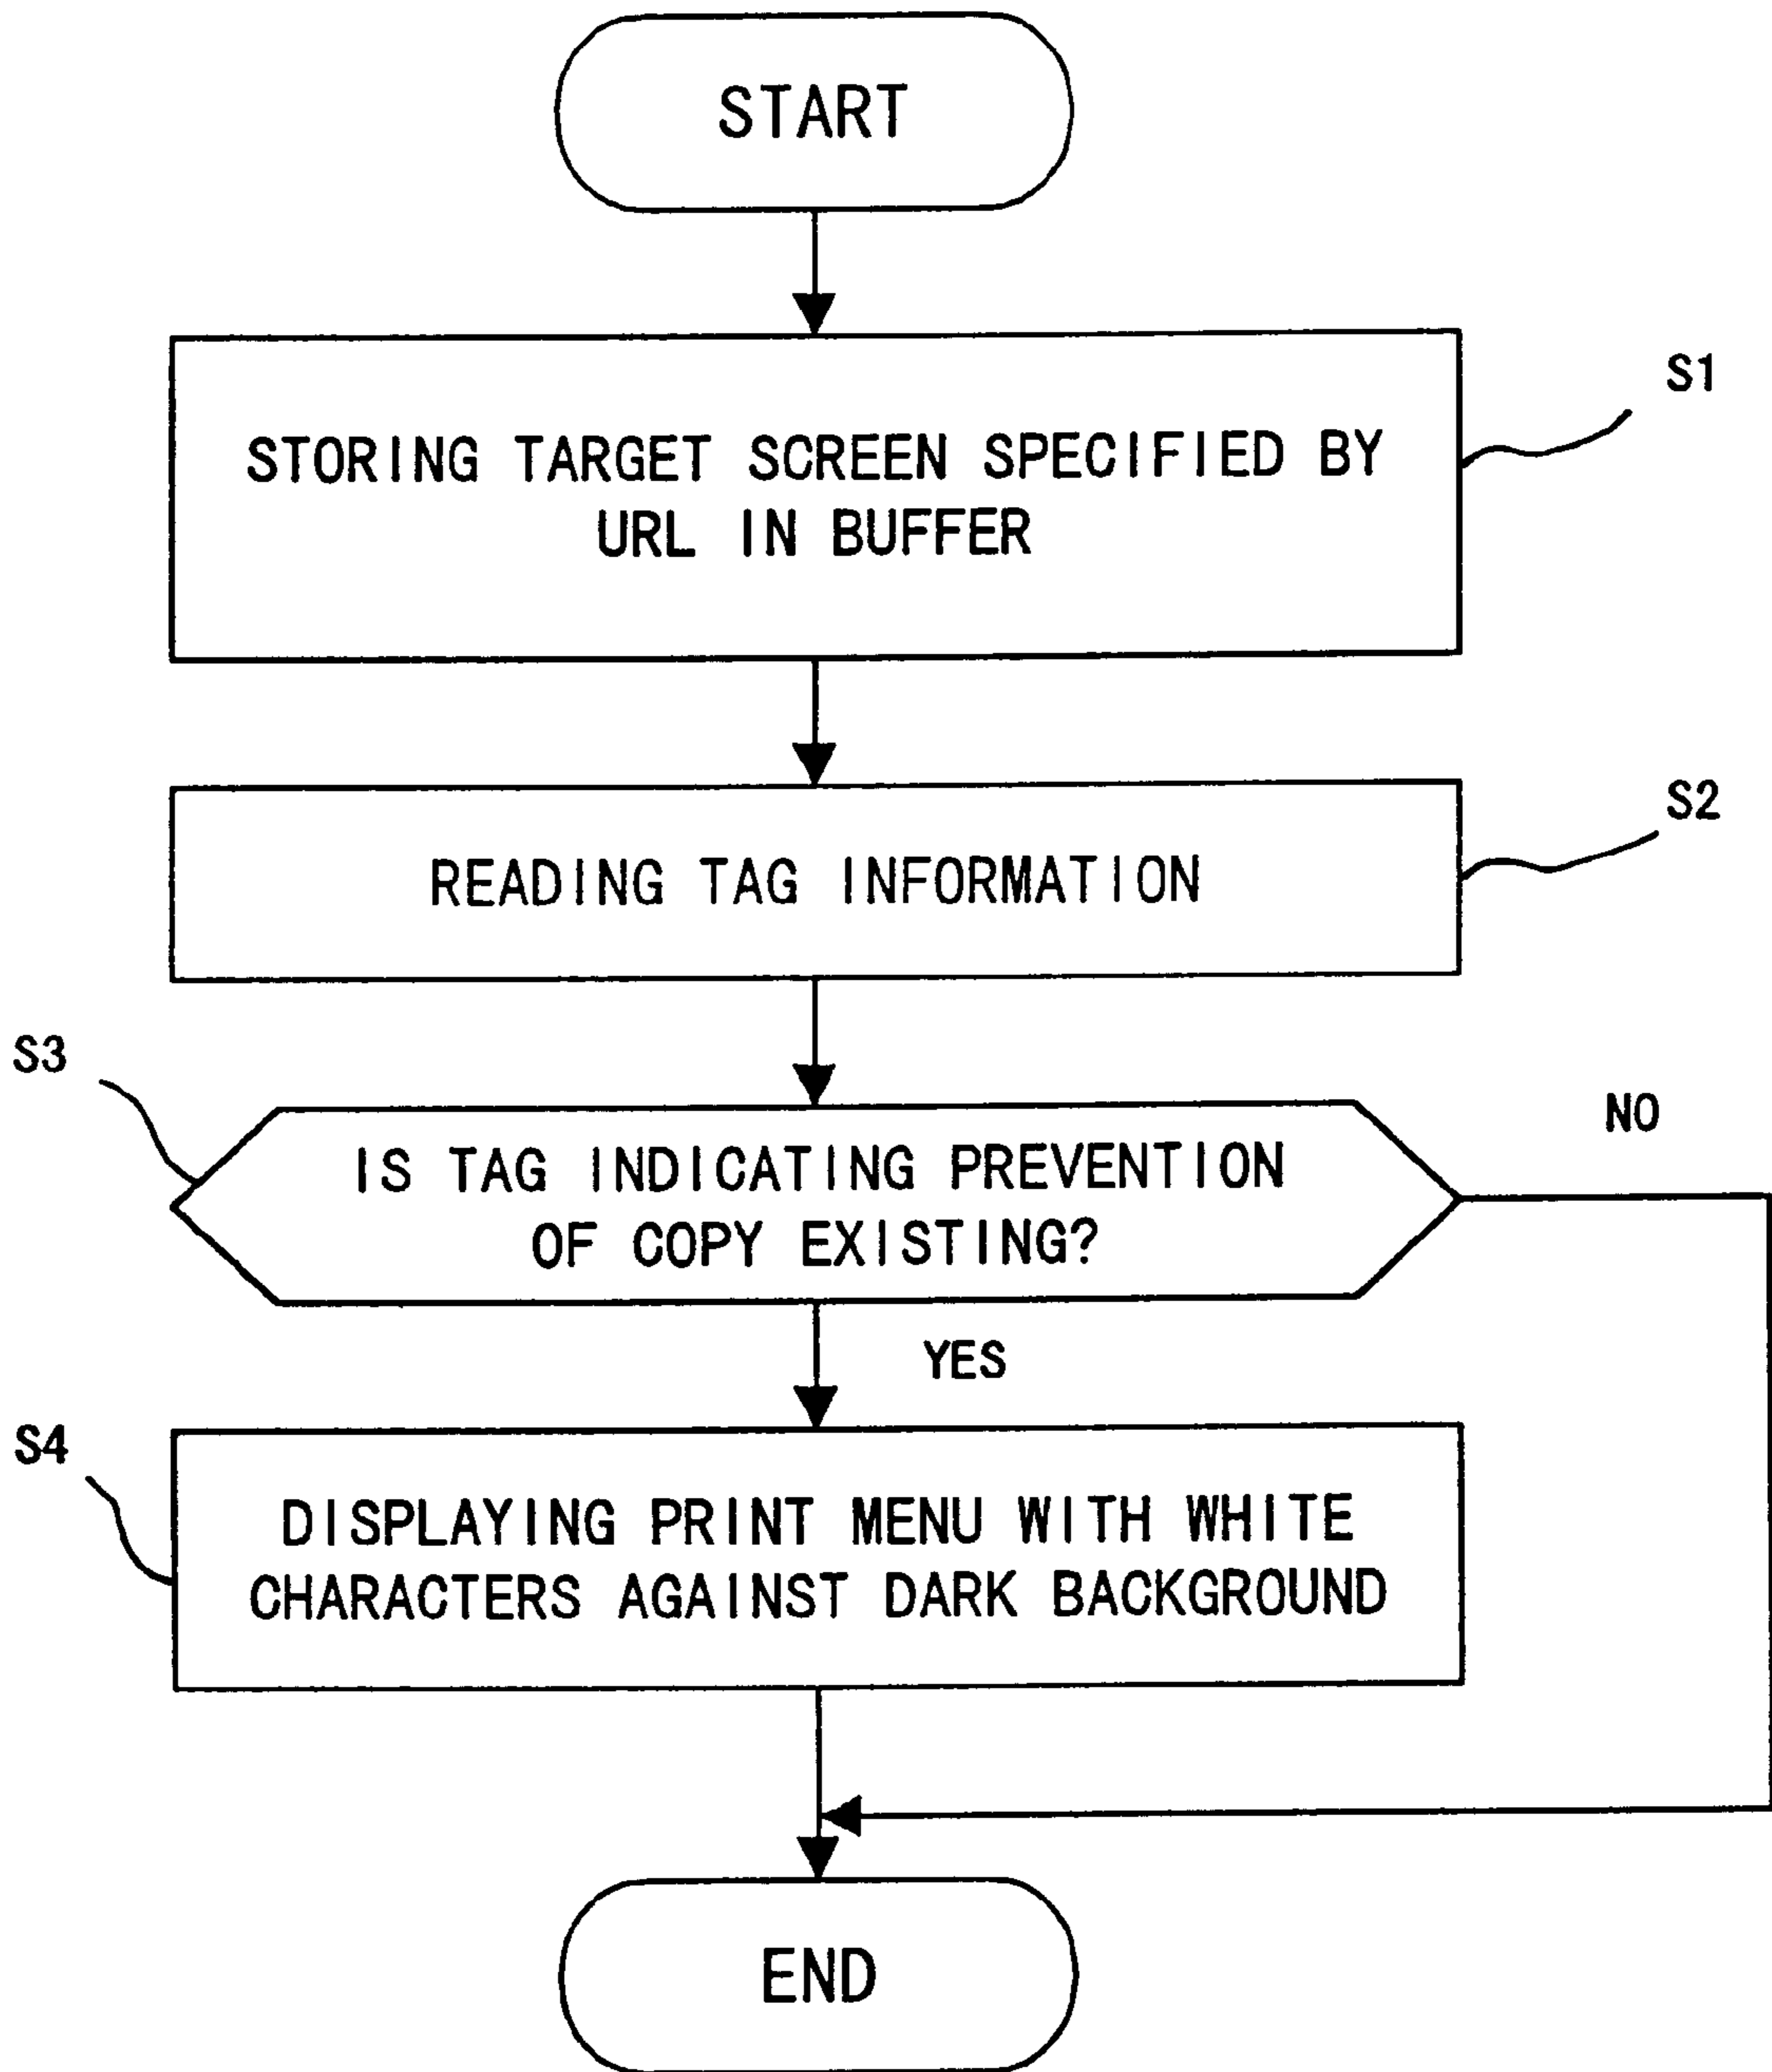 START
S1
STORING TARGET SCREEN SPECIFIED BY
URL IN BUFFER
S2
READING TAG INFORMATION
S3
NO
IS TAG INDICATING PREVENTION
OF COPY EXISTING?
YES
S4
DISPLAYING PRINT MENU WITH WHITE
CHARACTERS AGAINST DARK BACKGROUND
END